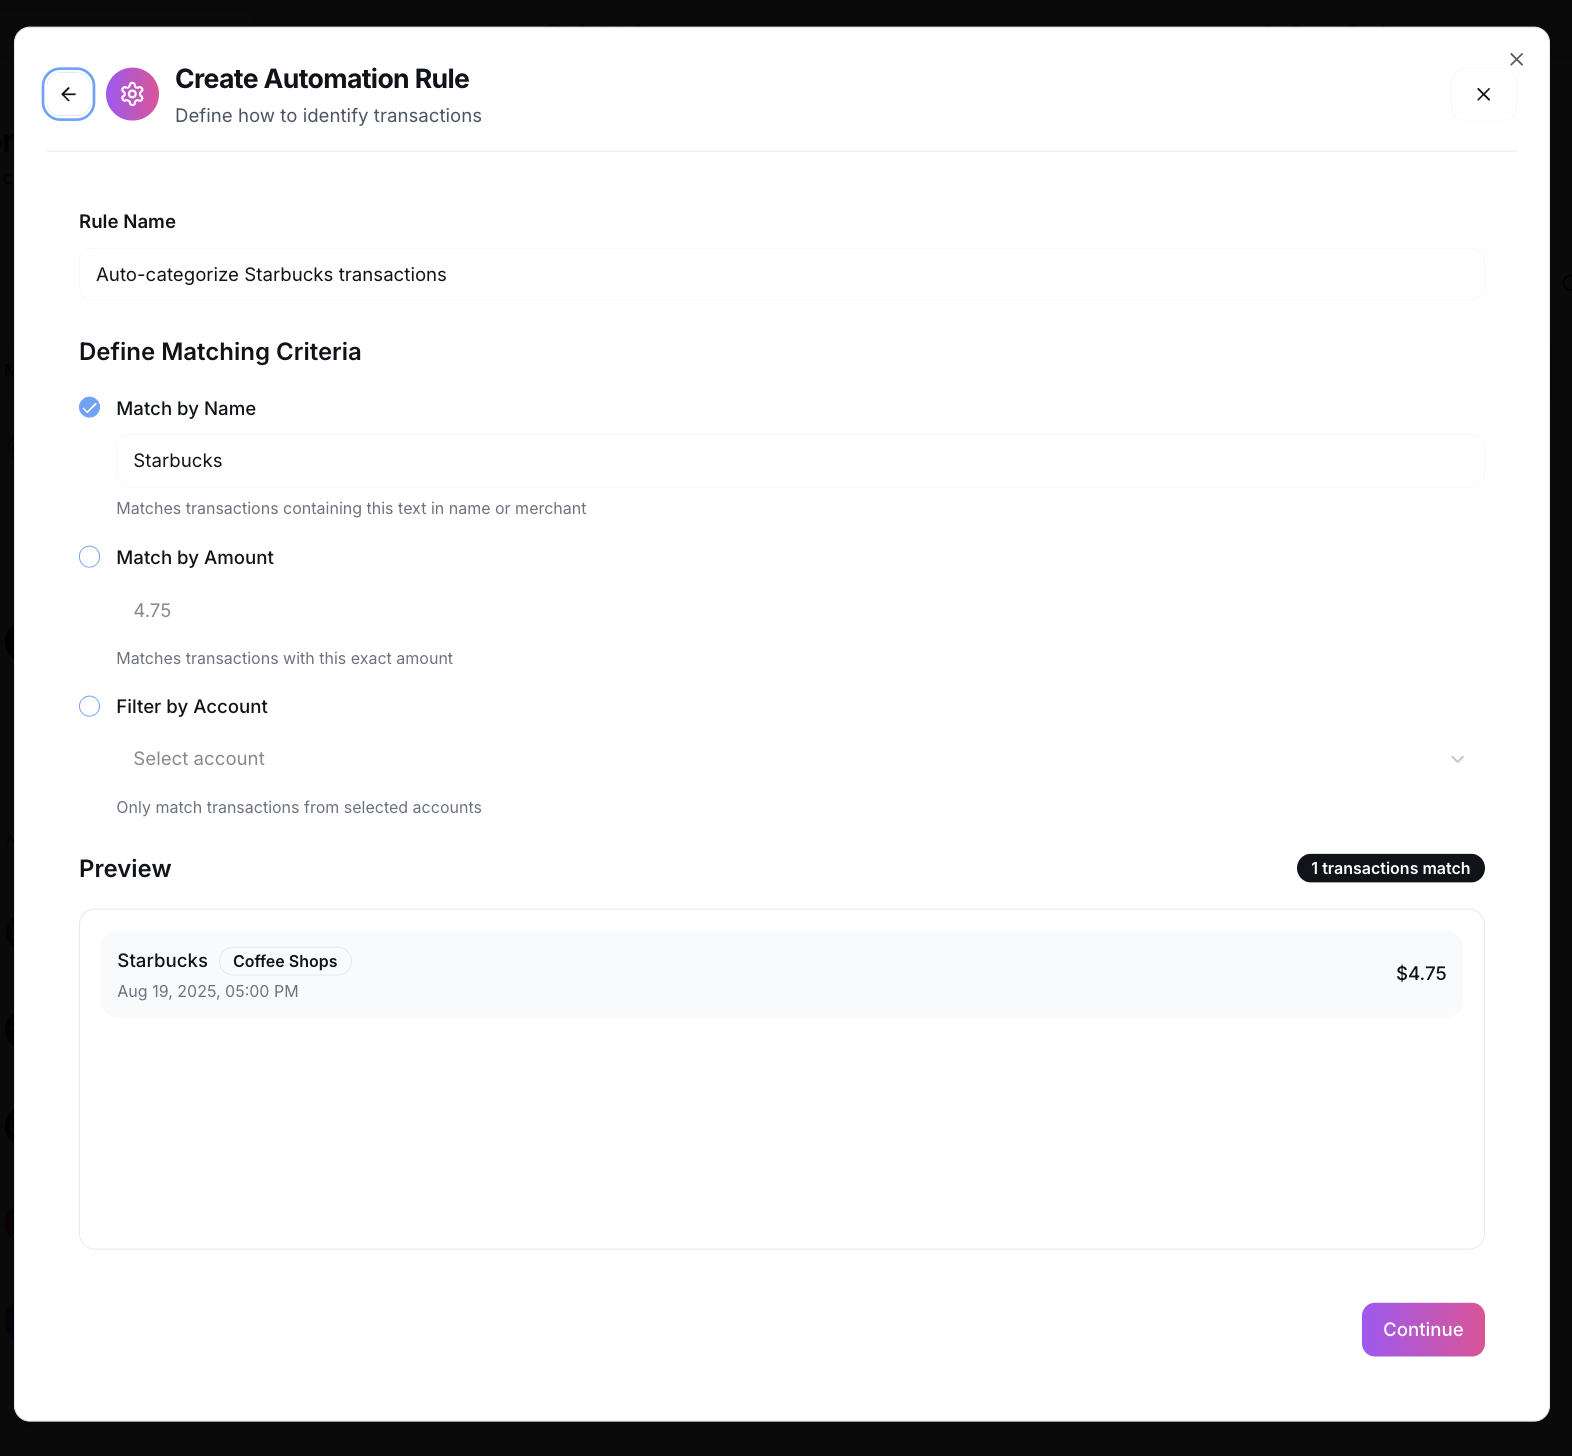 Create Automation Rule
Define how to identify transactions
Rule Name
Auto-categorize Starbucks transactions
Define Matching Criteria
Match by Name
Starbucks
Matches transactions containing this text in name or merchant
Match by Amount
4.75
Matches transactions with this exact amount
Filter by Account
Select account
Only match transactions from selected accounts
Preview
1 transactions match
Starbucks Coffee Shops
Aug 19, 2025, 05:00 PM
$4.75
Continue